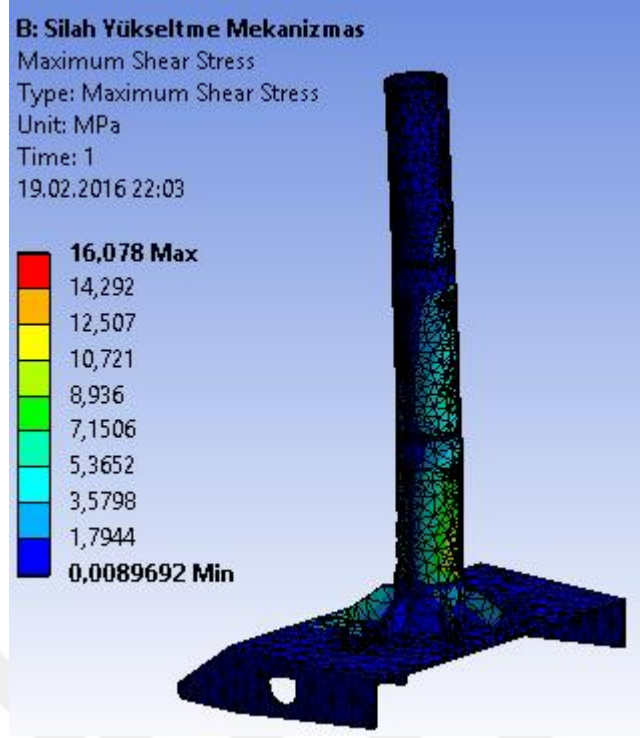 B: Silah Yükseltme Mekanizmas
Maximum Shear Stress
Type: Maximum Shear Stress
Unit: MPa
Time: 1
19.02.2016 22:03
16,078 Max
14,292
12,507
10,721
8,936
7,1506
5,3652
3,5798
1,7944
0,0089692 Min